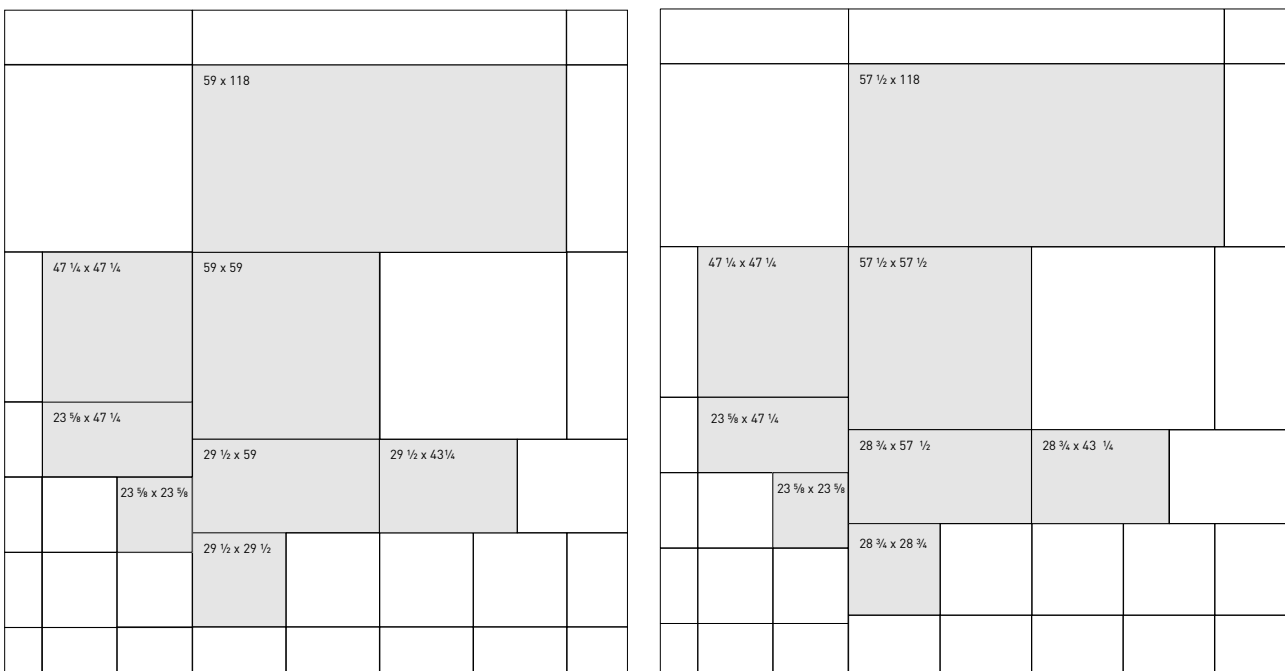 59 x 118
47 ¼ x 47 ¼
59 x 59
23 ⅝ x 47 ¼
29 ½ x 59
29 ½ x 43¼
23 ⅝ x 23 ⅝
29 ½ x 29 ½
57 ½ x 118
47 ¼ x 47 ¼
57 ½ x 57 ½
23 ⅝ x 47 ¼
28 ¾ x 57 ½
28 ¾ x 43 ¼
23 ⅝ x 23 ⅝
28 ¾ x 28 ¾